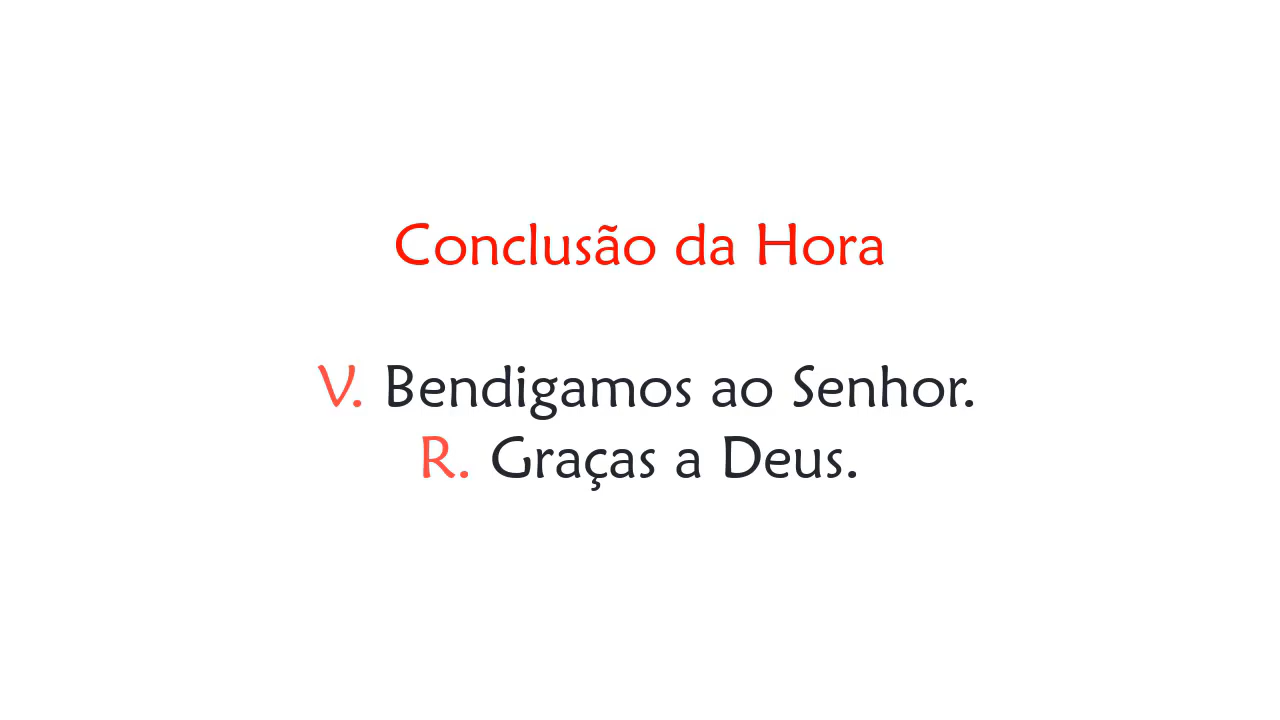 Conclusão da Hora
V. Bendigamos ao Senhor.
R. Graças a Deus.